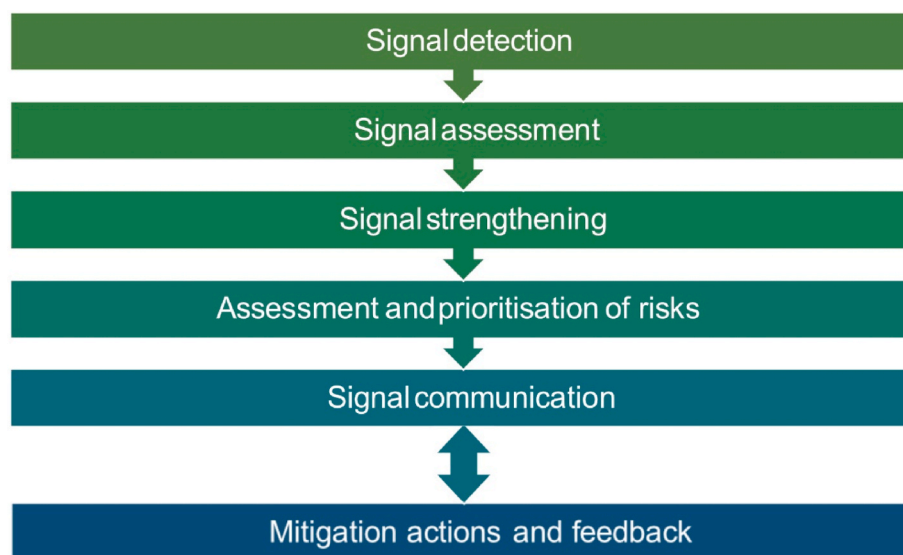 Signal detection
Signal assessment
Signal strengthening
Assessment and prioritisation of risks
Signal communication
Mitigation actions and feedback